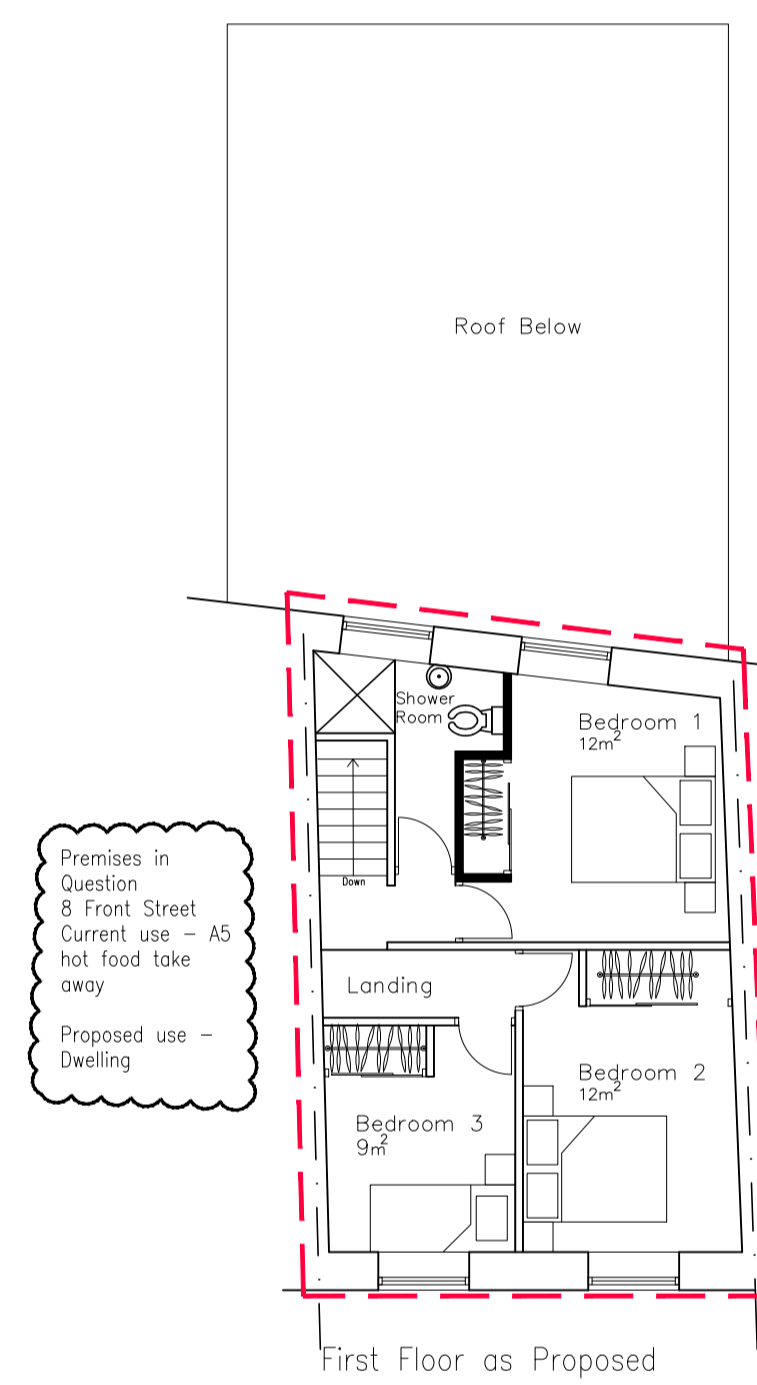 Roof Below
Shower
Room
Bedroom 1
12m²
Down
Premises in
Question
8 Front Street
Current use – A5
hot food take
away
Proposed use –
Dwelling
Landing
Bedroom 2
12m²
Bedroom 3
9m²
First Floor as Proposed